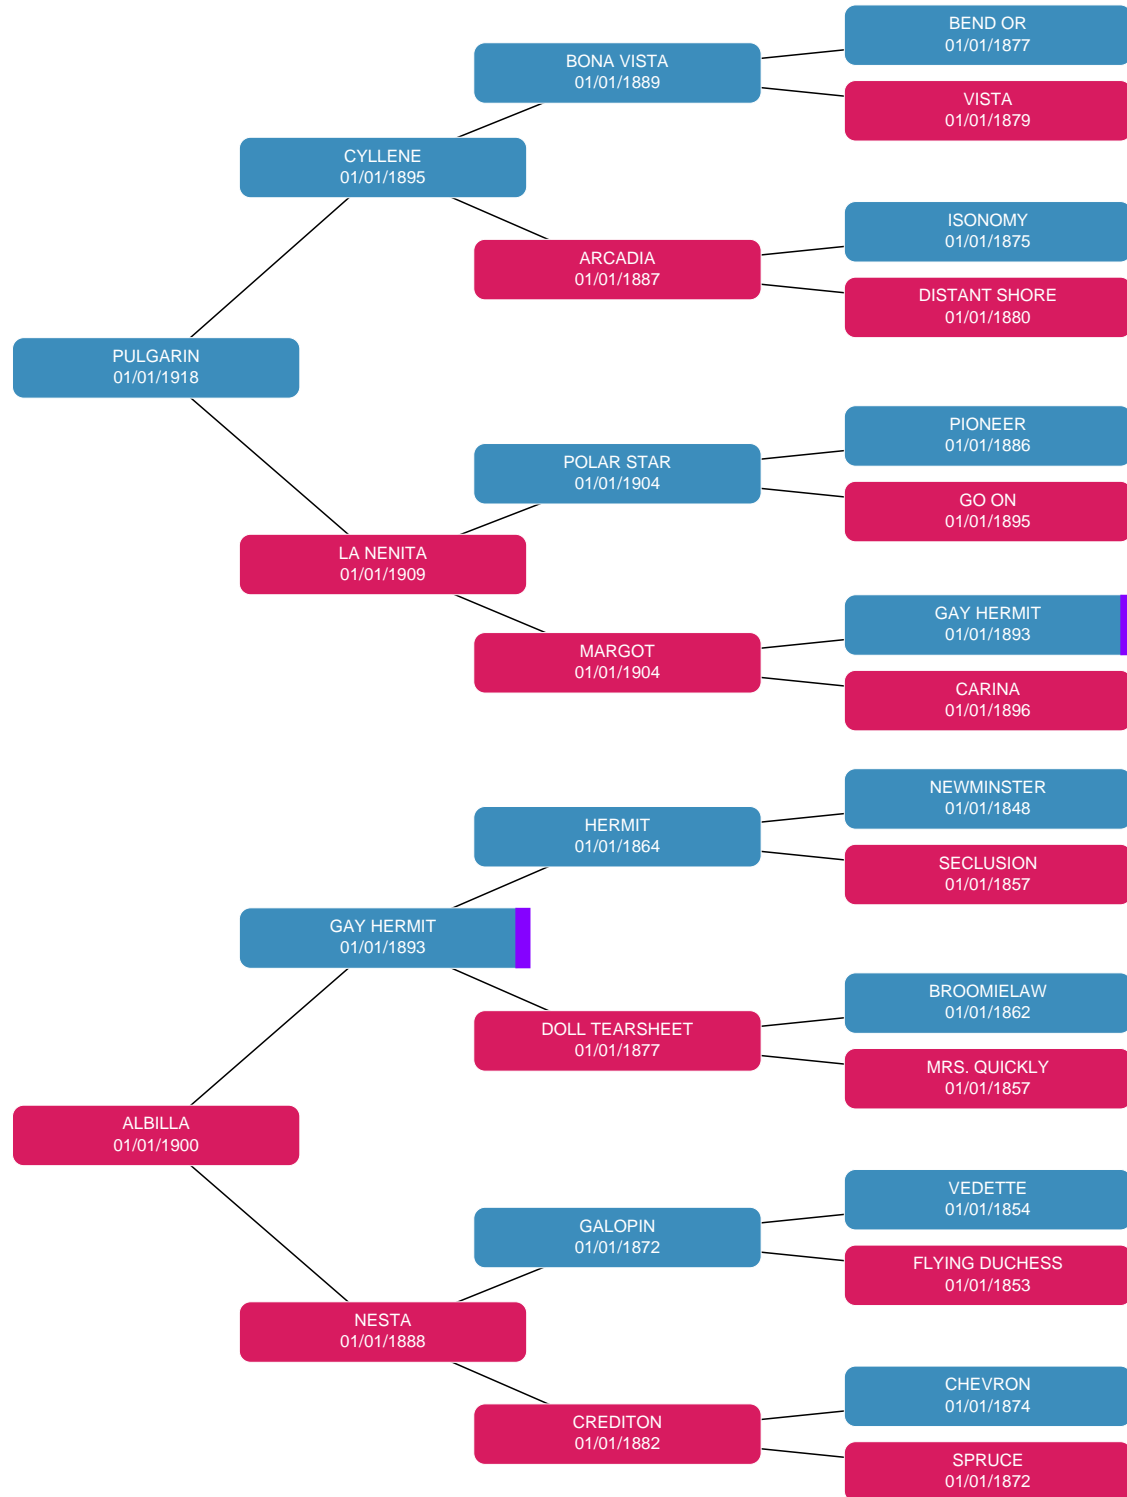 BEND OR
01/01/1877
BONA VISTA
01/01/1889
VISTA
01/01/1879
CYLLENE
01/01/1895
ISONOMY
01/01/1875
ARCADIA
01/01/1887
DISTANT SHORE
01/01/1880
PULGARIN
01/01/1918
PIONEER
01/01/1886
POLAR STAR
01/01/1904
GO ON
01/01/1895
LA NENITA
01/01/1909
GAY HERMIT
01/01/1893
MARGOT
01/01/1904
CARINA
01/01/1896
NEWMINSTER
01/01/1848
HERMIT
01/01/1864
SECLUSION
01/01/1857
GAY HERMIT
01/01/1893
BROOMIELAW
01/01/1862
DOLL TEARSHEET
01/01/1877
MRS. QUICKLY
01/01/1857
ALBILLA
01/01/1900
VEDETTE
01/01/1854
GALOPIN
01/01/1872
FLYING DUCHESS
01/01/1853
NESTA
01/01/1888
CHEVRON
01/01/1874
CREDITON
01/01/1882
SPRUCE
01/01/1872